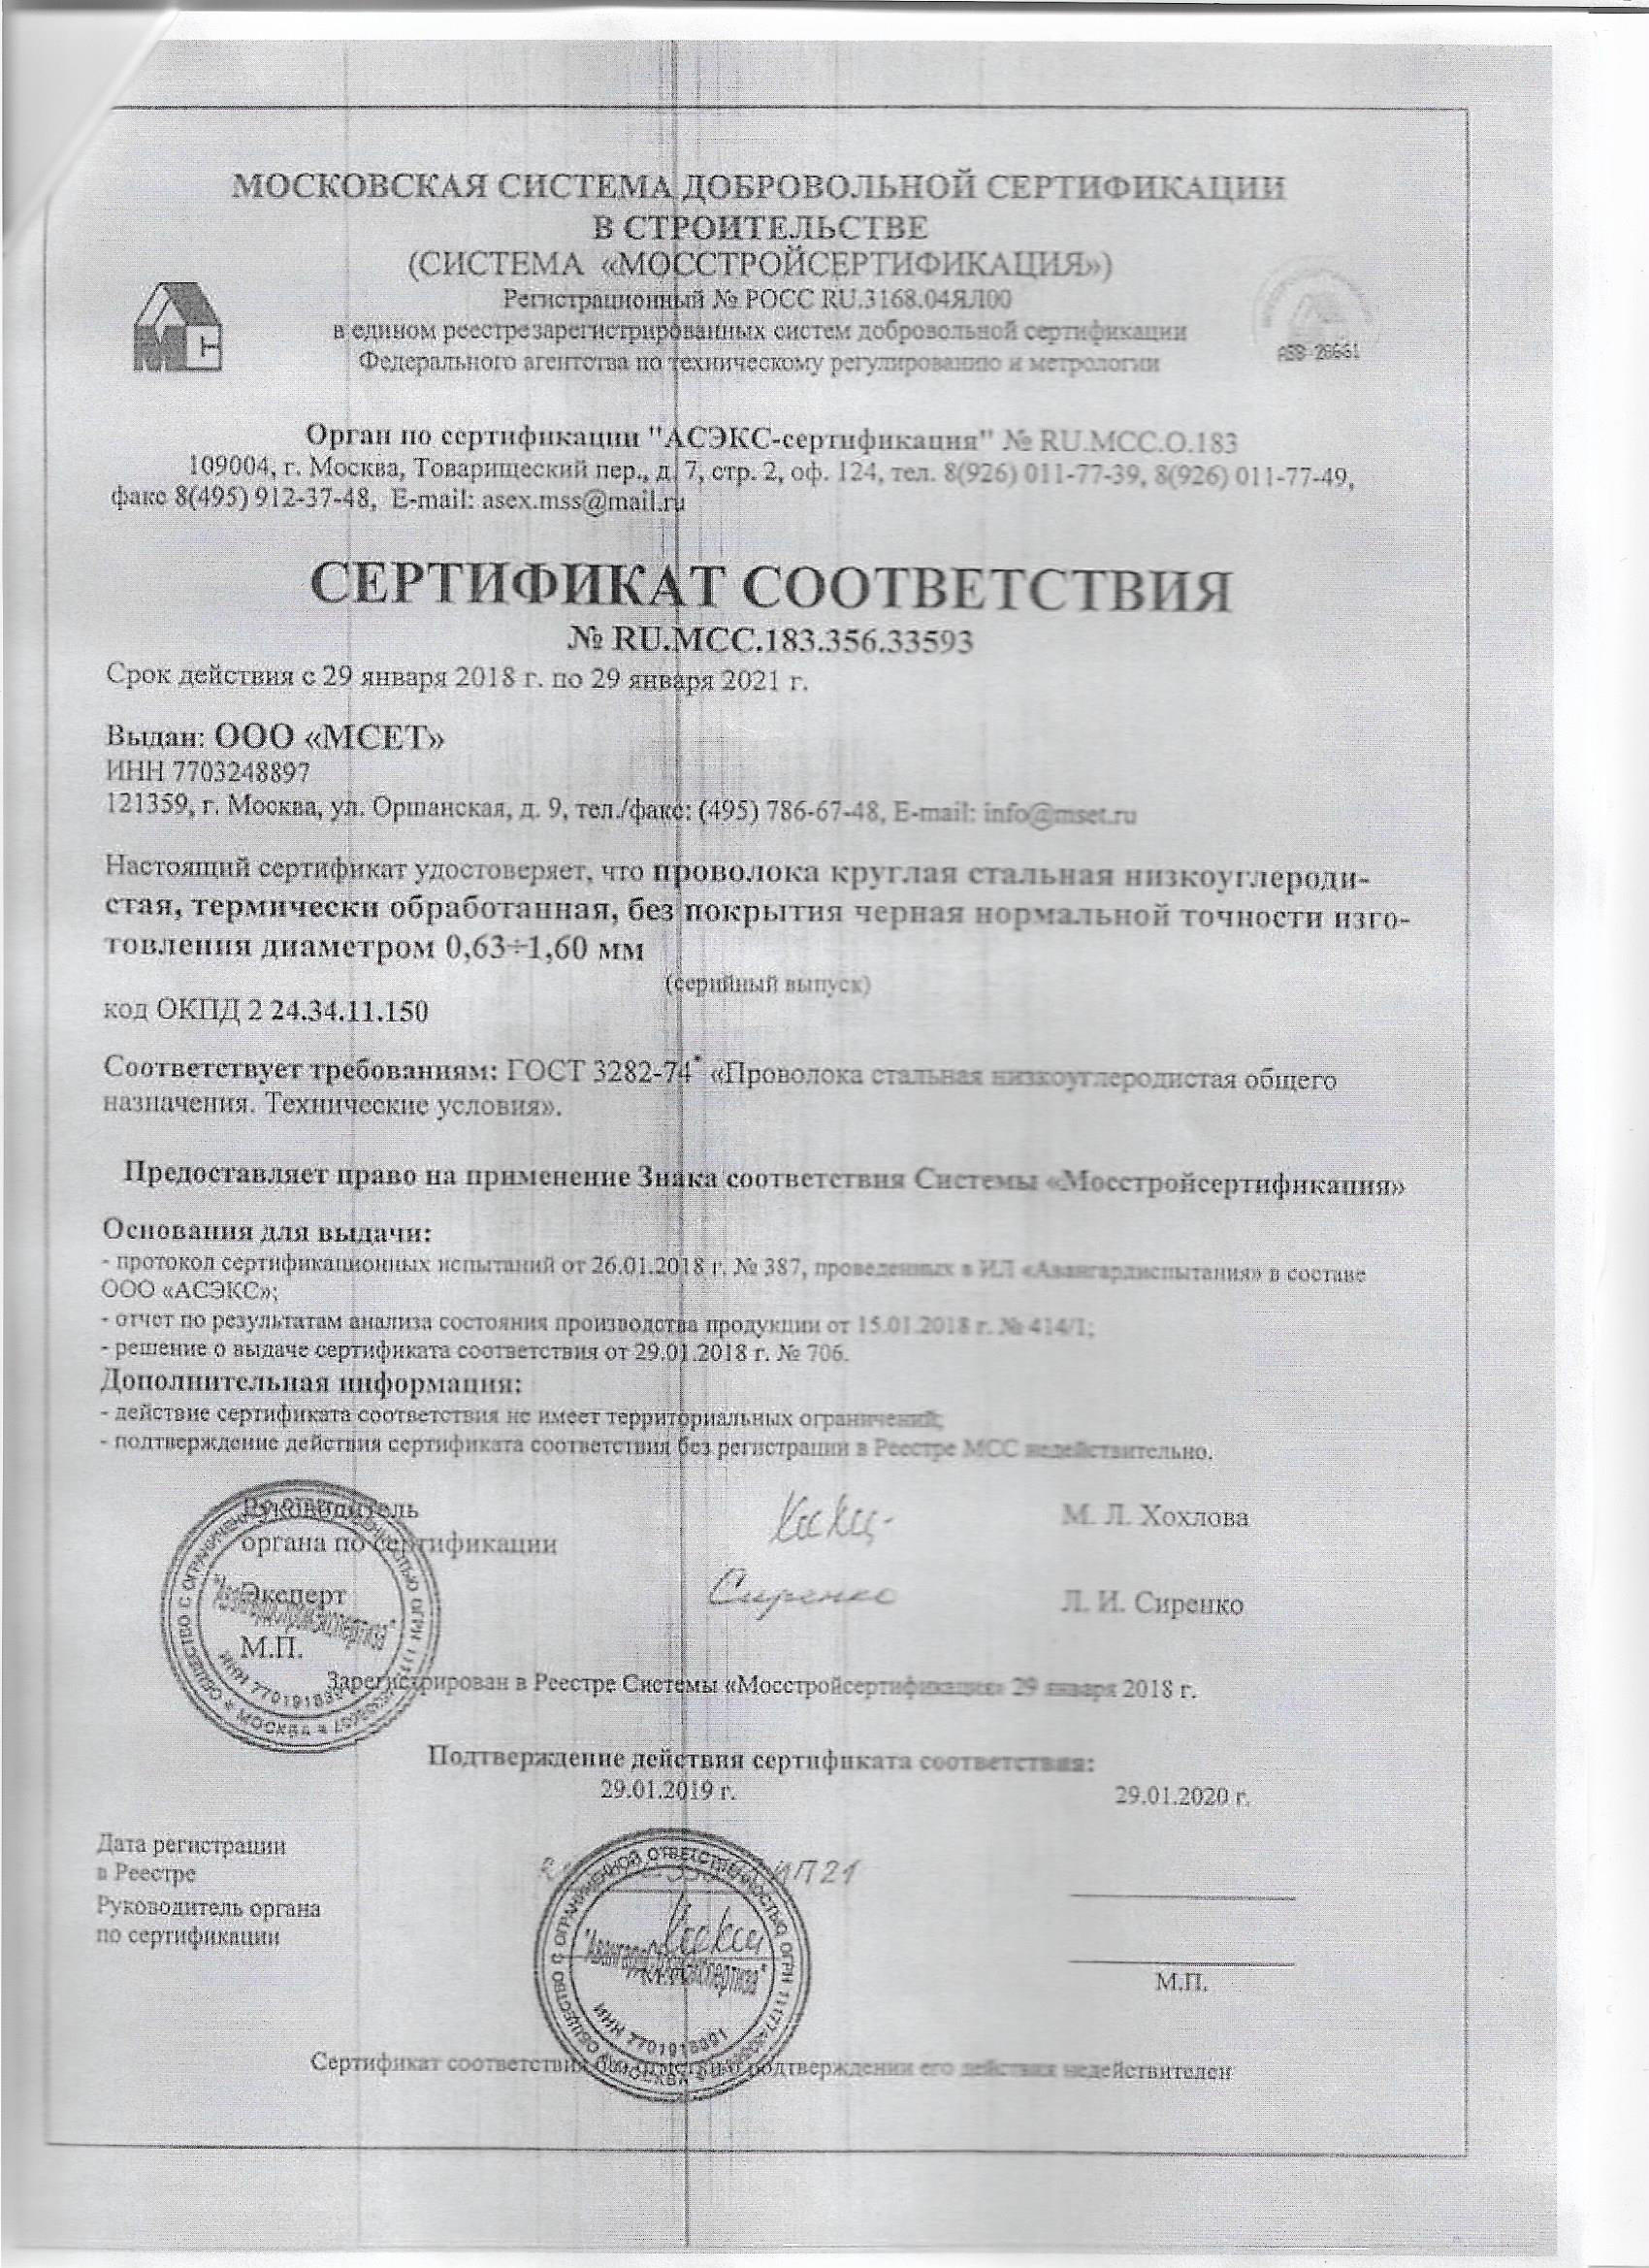 МОСКОВСКАЯ СИСТЕМА ДОБРОВОЛЬНОЙ СЕРТИФИКАЦИИ
В СТРОИТЕЛЬСТВЕ
(СИСТЕМА «МОССТРОЙСЕРТИФИКАЦИЯ»)
Регистрационный № РОСС RU.3168.04ЯЛ00
в едином реестрезарегистрированных систем добровольной сертификации
Федерального агентства по техническому регулированию и метрологии
МС
Орган по сертификации "АСЭКС-сертификация" № RU.МСС.О.183
109004, г. Москва, Товарищеский пер., д. 7, стр. 2, оф. 124, тел. 8(926) 011-77-39, 8(926) 011-77-49,
факс 8(495) 912-37-48, E-mail: asex.mss@mail.ru
СЕРТИФИКАТ СООТВЕТСТВИЯ
№ RU.МСС.183.356.33593
Срок действия с 29 января 2018 г. по 29 января 2021 г.
Выдан: ООО «МСЕТ»
ИНН 7703248897
121359, г. Москва, ул. Оршанская, д. 9, тел./факс: (495) 786-67-48, E-mail: info@mset.ru
Настоящий сертификат удостоверяет, что проволока круглая стальная низкоуглероди-
стая, термически обработанная, без покрытия черная нормальной точности изго-
товления диаметром 0,63÷1,60 мм
(серийный выпуск)
код ОКПД 2 24.34.11.150
Соответствует требованиям: ГОСТ 3282-74* «Проволока стальная низкоуглеродистая общего
назначения. Технические условия».
Предоставляет право на применение Знака соответствия Системы «Мосстройсертификация»
Основания для выдачи:
- протокол сертификационных испытаний от 26.01.2018 г. № 387, проведенных в ИЛ «Авангардиспытания» в составе
ООО «АСЭКС»;
- отчет по результатам анализа состояния производства продукции от 15.01.2018 г. № 414/1;
- решение о выдаче сертификата соответствия от 29.01.2018 г. № 706.
Дополнительная информация:
- действие сертификата соответствия не имеет территориальных ограничений;
- подтверждение действия сертификата соответствия без регистрации в Реестре МСС недействительно.
Руководитель
органа по сертификации
М. Л. Хохлова
Эксперт
Сиренко
Л. И. Сиренко
М.П.
Зарегистрирован в Реестре Системы «Мосстройсертификация» 29 января 2018 г.
Подтверждение действия сертификата соответствия:
29.01.2019 г.
29.01.2020 г.
Дата регистрации
в Реестре
Руководитель органа
по сертификации
М.П.
ОБЩЕСТВО С ОГРАНИЧЕННОЙ ОТВЕТСТВЕННОСТЬЮ ОГРН
МОСКВА
Сертификат соответствия подтверждении его действия недействителен